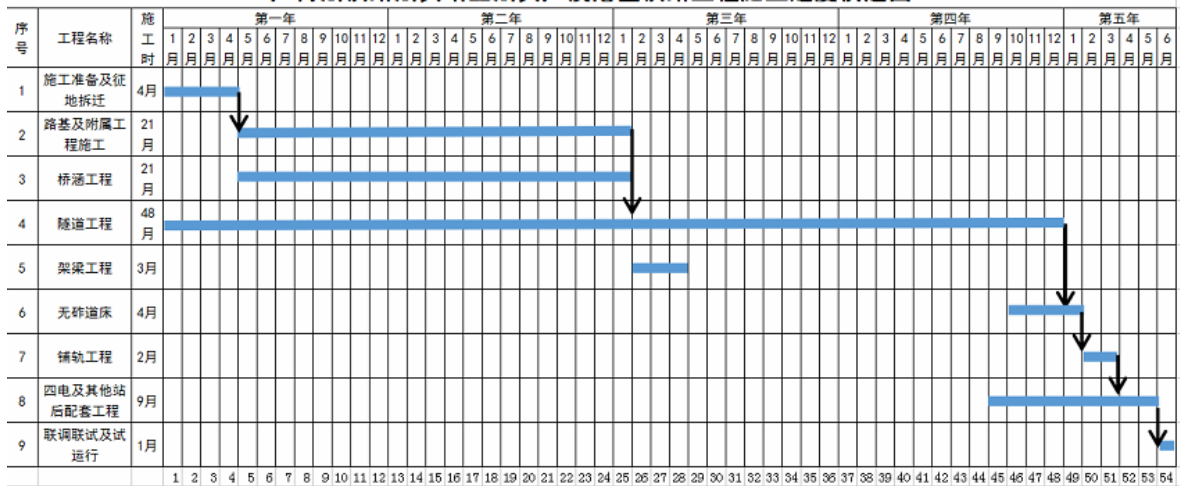 序号 工程名称 施工时 第一年 第二年 第三年 第四年 第五年
1月 2月 3月 4月 5月 6月 7月 8月 9月 10月 11月 12月 1月 2月 3月 4月 5月 6月 7月 8月 9月 10月 11月 12月 1月 2月 3月 4月 5月 6月 7月 8月 9月 10月 11月 12月 1月 2月 3月 4月 5月 6月 7月 8月 9月 10月 11月 12月 1月 2月 3月 4月 5月 6月
1 施工准备及征地拆迁 4月
2 路基及附属工程施工 21月
3 桥涵工程 21月
4 隧道工程 48月
5 架梁工程 3月
6 无砟道床 4月
7 铺轨工程 2月
8 四电及其他站后配套工程 9月
9 联调联试及试运行 1月
1 2 3 4 5 6 7 8 9 10 11 12 13 14 15 16 17 18 19 20 21 22 23 24 25 26 27 28 29 30 31 32 33 34 35 36 37 38 39 40 41 42 43 44 45 46 47 48 49 50 51 52 53 54